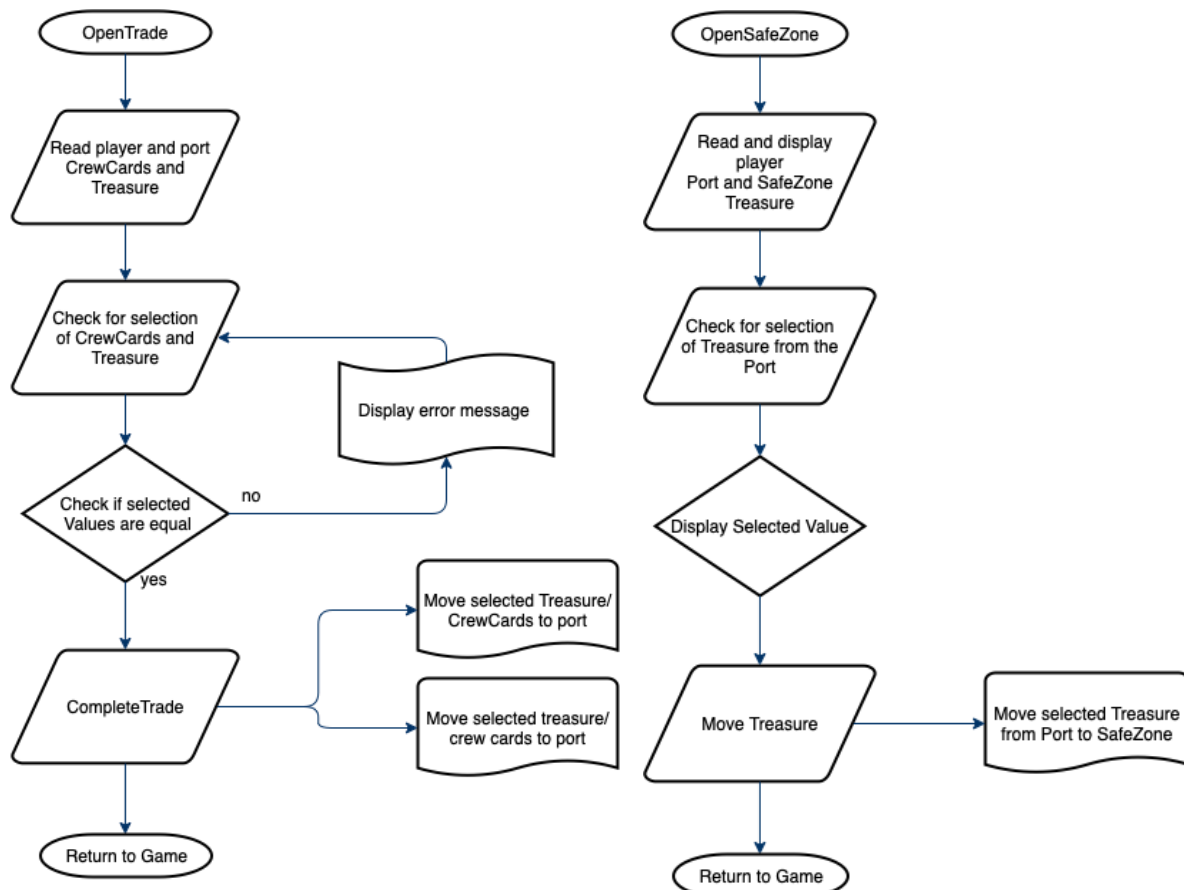 OpenTrade
Read player and port
CrewCards and
Treasure
Check for selection
of CrewCards and
Treasure
Display error message
Check if selected
Values are equal
no
yes
Move selected Treasure/
CrewCards to port
CompleteTrade
Move selected treasure/
crew cards to port
Return to Game
OpenSafeZone
Read and display
player
Port and SafeZone
Treasure
Check for selection
of Treasure from the
Port
Display Selected Value
Move Treasure
Move selected Treasure
from Port to SafeZone
Return to Game